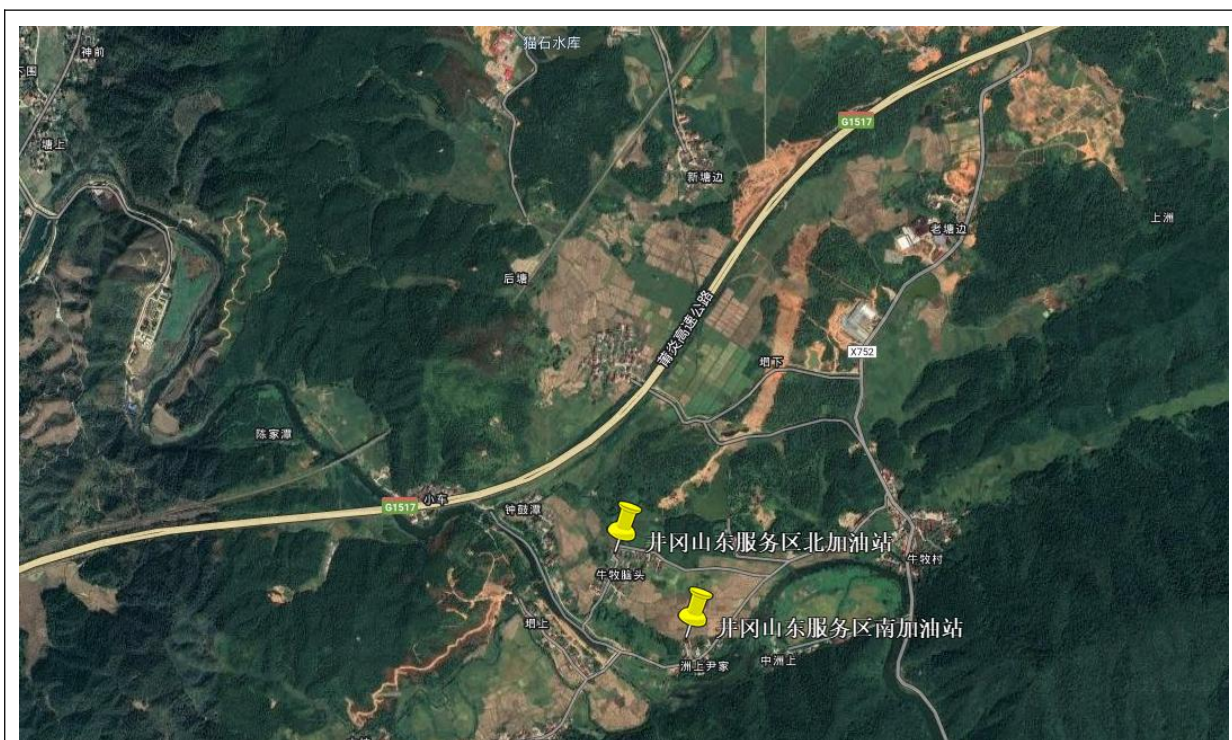 猫石水库
神前
塘上
G1517
新塘边
上洲
老塘边
后塘
莆炎高速公路
X752
垇下
陈家潭
小车
G1517
钟鼓潭
井冈山东服务区北加油站
牛牧村
牛牧脑头
井冈山东服务区南加油站
垇上
洲上尹家
中洲上